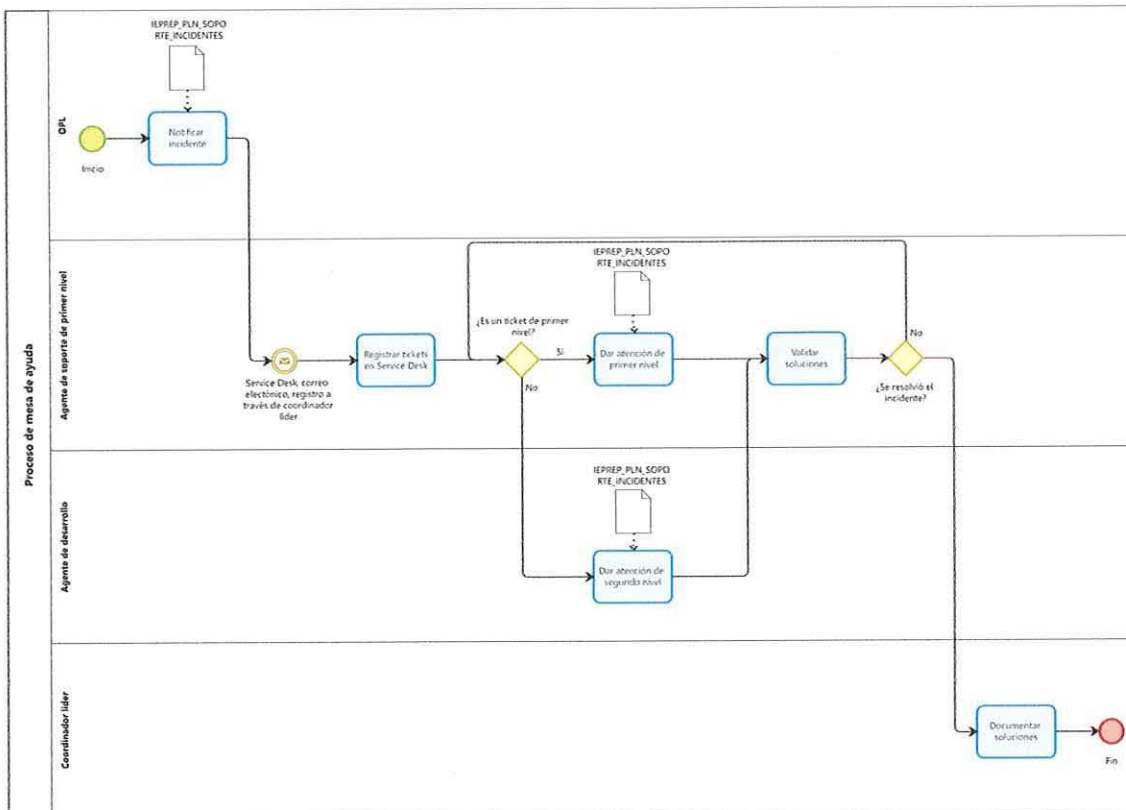 Proceso de mesa de ayuda
OPL
IEPREP_PLN_SOPO
RTE_INCIDENTES
Notificar
incidente
Inicio
Agente de soporte de primer nivel
Service Desk, correo
electrónico, registro a
través de coordinador
líder
Registrar tickets
en Service Desk
¿Es un ticket de primer
nivel?
Sí
No
IEPREP_PLN_SOPO
RTE_INCIDENTES
Dar atención de
primer nivel
Validar
soluciones
No
¿Se resolvió el
incidente?
Agente de desarrollo
IEPREP_PLN_SOPO
RTE_INCIDENTES
Dar atención de
segundo nivel
Coordinador líder
Documentar
soluciones
Fin